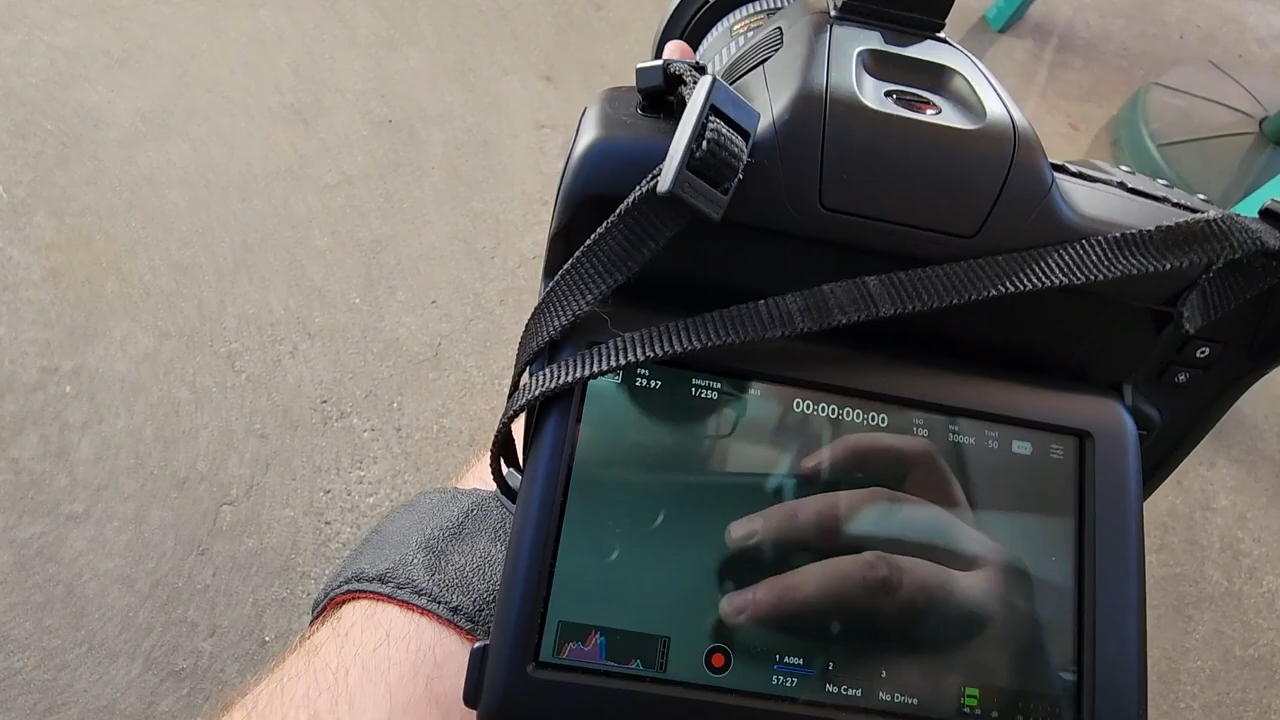 FPS
29.97
SHUTTER
1/250
IRIS
00:00:00;00
ISO
100
WB
3000K
TINT
-50
1 A004
57:27
2
No Card
3
No Drive